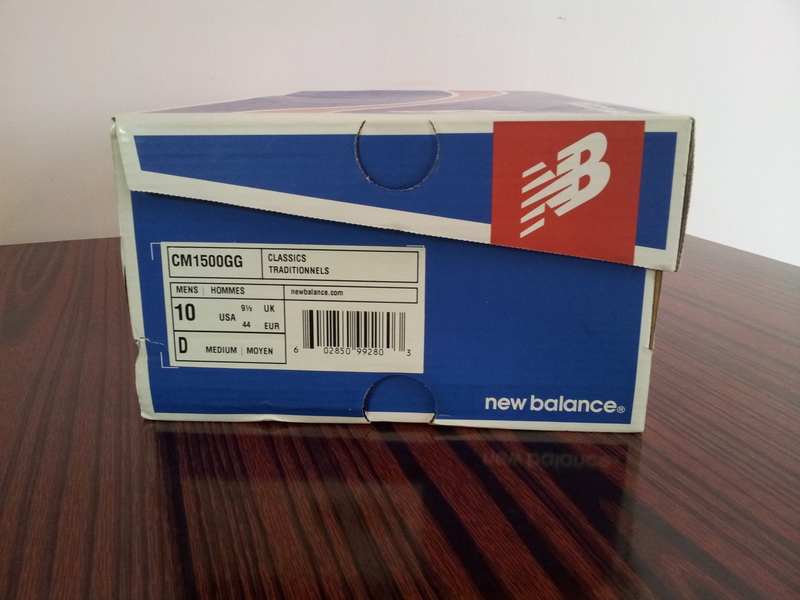 NB
CM1500GG
CLASSICS
TRADITIONNELS
MENS | HOMMES
newbalance.com
10 USA 9½ UK
44 EUR
D MEDIUM | MOYEN
6 02850 99280 3
new balance®